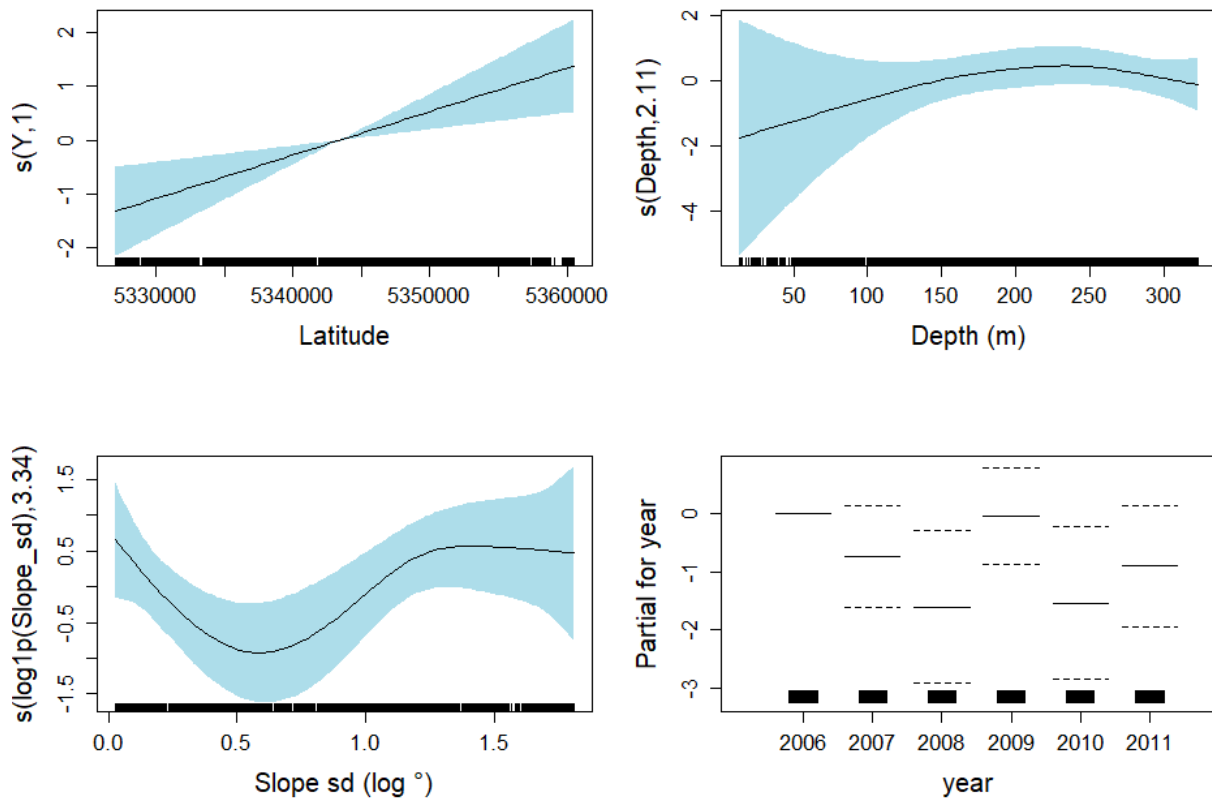 s(Y,1)
2
1
0
-1
-2
5330000 5340000 5350000 5360000
Latitude
s(Depth,2.11)
2
0
-2
-4
50 100 150 200 250 300
Depth (m)
s(log1p(Slope_sd),3.34)
1.5
0.5
-0.5
-1.5
0.0 0.5 1.0 1.5
Slope sd (log °)
Partial for year
0
-1
-2
-3
2006 2007 2008 2009 2010 2011
year